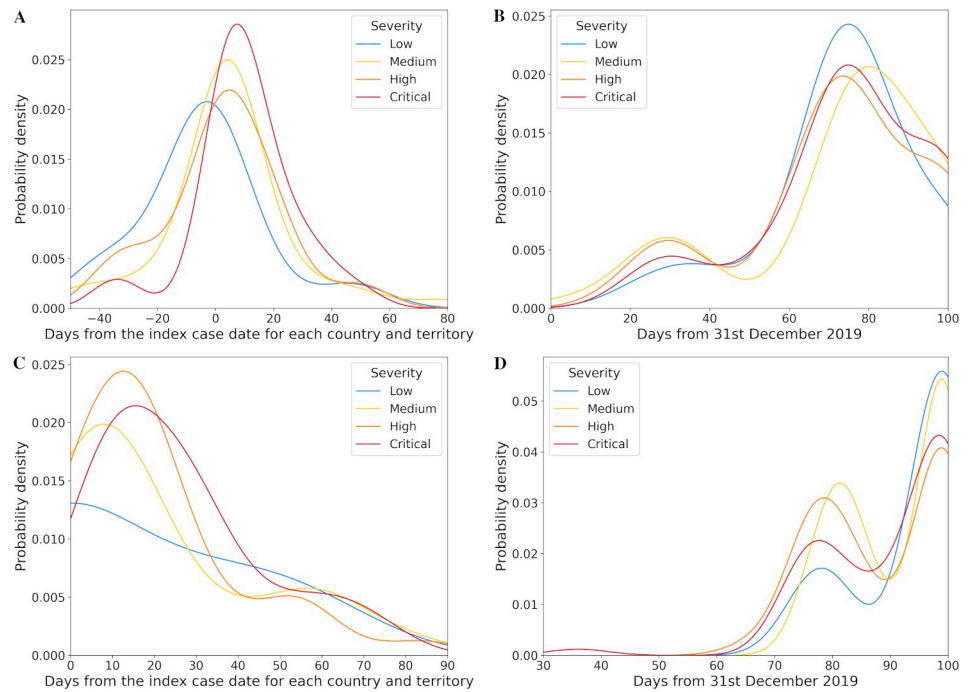 A
Probability density
0.025
0.020
0.015
0.010
0.005
0.000
−40
−20
0
20
40
60
80
Days from the index case date for each country and territory
Severity
Low
Medium
High
Critical
B
Probability density
0.025
0.020
0.015
0.010
0.005
0.000
0
20
40
60
80
100
Days from 31st December 2019
Severity
Low
Medium
High
Critical
C
Probability density
0.025
0.020
0.015
0.010
0.005
0.000
0
10
20
30
40
50
60
70
80
90
Days from the index case date for each country and territory
Severity
Low
Medium
High
Critical
D
Probability density
0.05
0.04
0.03
0.02
0.01
0.00
30
40
50
60
70
80
90
100
Days from 31st December 2019
Severity
Low
Medium
High
Critical